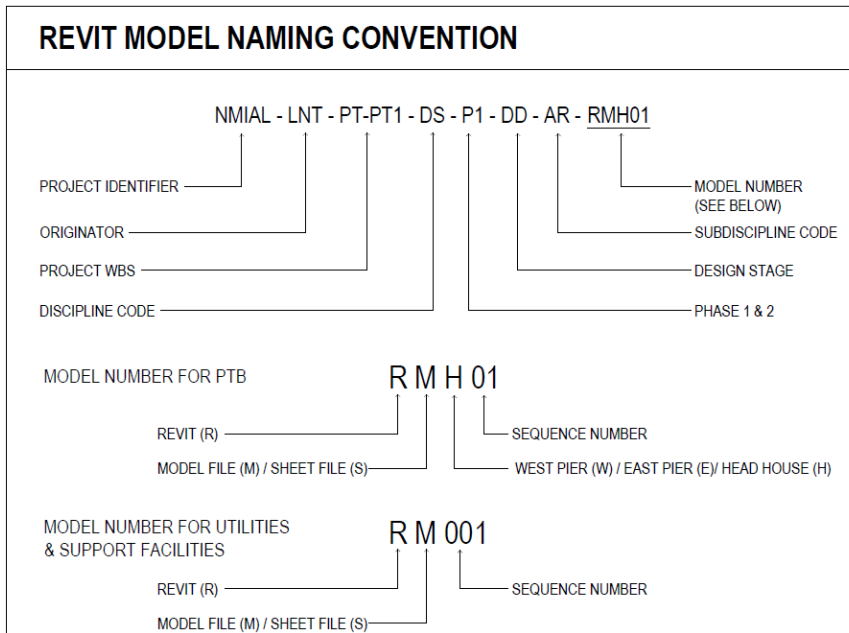 REVIT MODEL NAMING CONVENTION
NMIAL - LNT - PT-PT1 - DS - P1 - DD - AR - RMH01
PROJECT IDENTIFIER
MODEL NUMBER
(SEE BELOW)
ORIGINATOR
SUBDISCIPLINE CODE
PROJECT WBS
DESIGN STAGE
DISCIPLINE CODE
PHASE 1 & 2
MODEL NUMBER FOR PTB
R M H 01
REVIT (R)
SEQUENCE NUMBER
MODEL FILE (M) / SHEET FILE (S)
WEST PIER (W) / EAST PIER (E)/ HEAD HOUSE (H)
MODEL NUMBER FOR UTILITIES
& SUPPORT FACILITIES
R M 001
REVIT (R)
SEQUENCE NUMBER
MODEL FILE (M) / SHEET FILE (S)